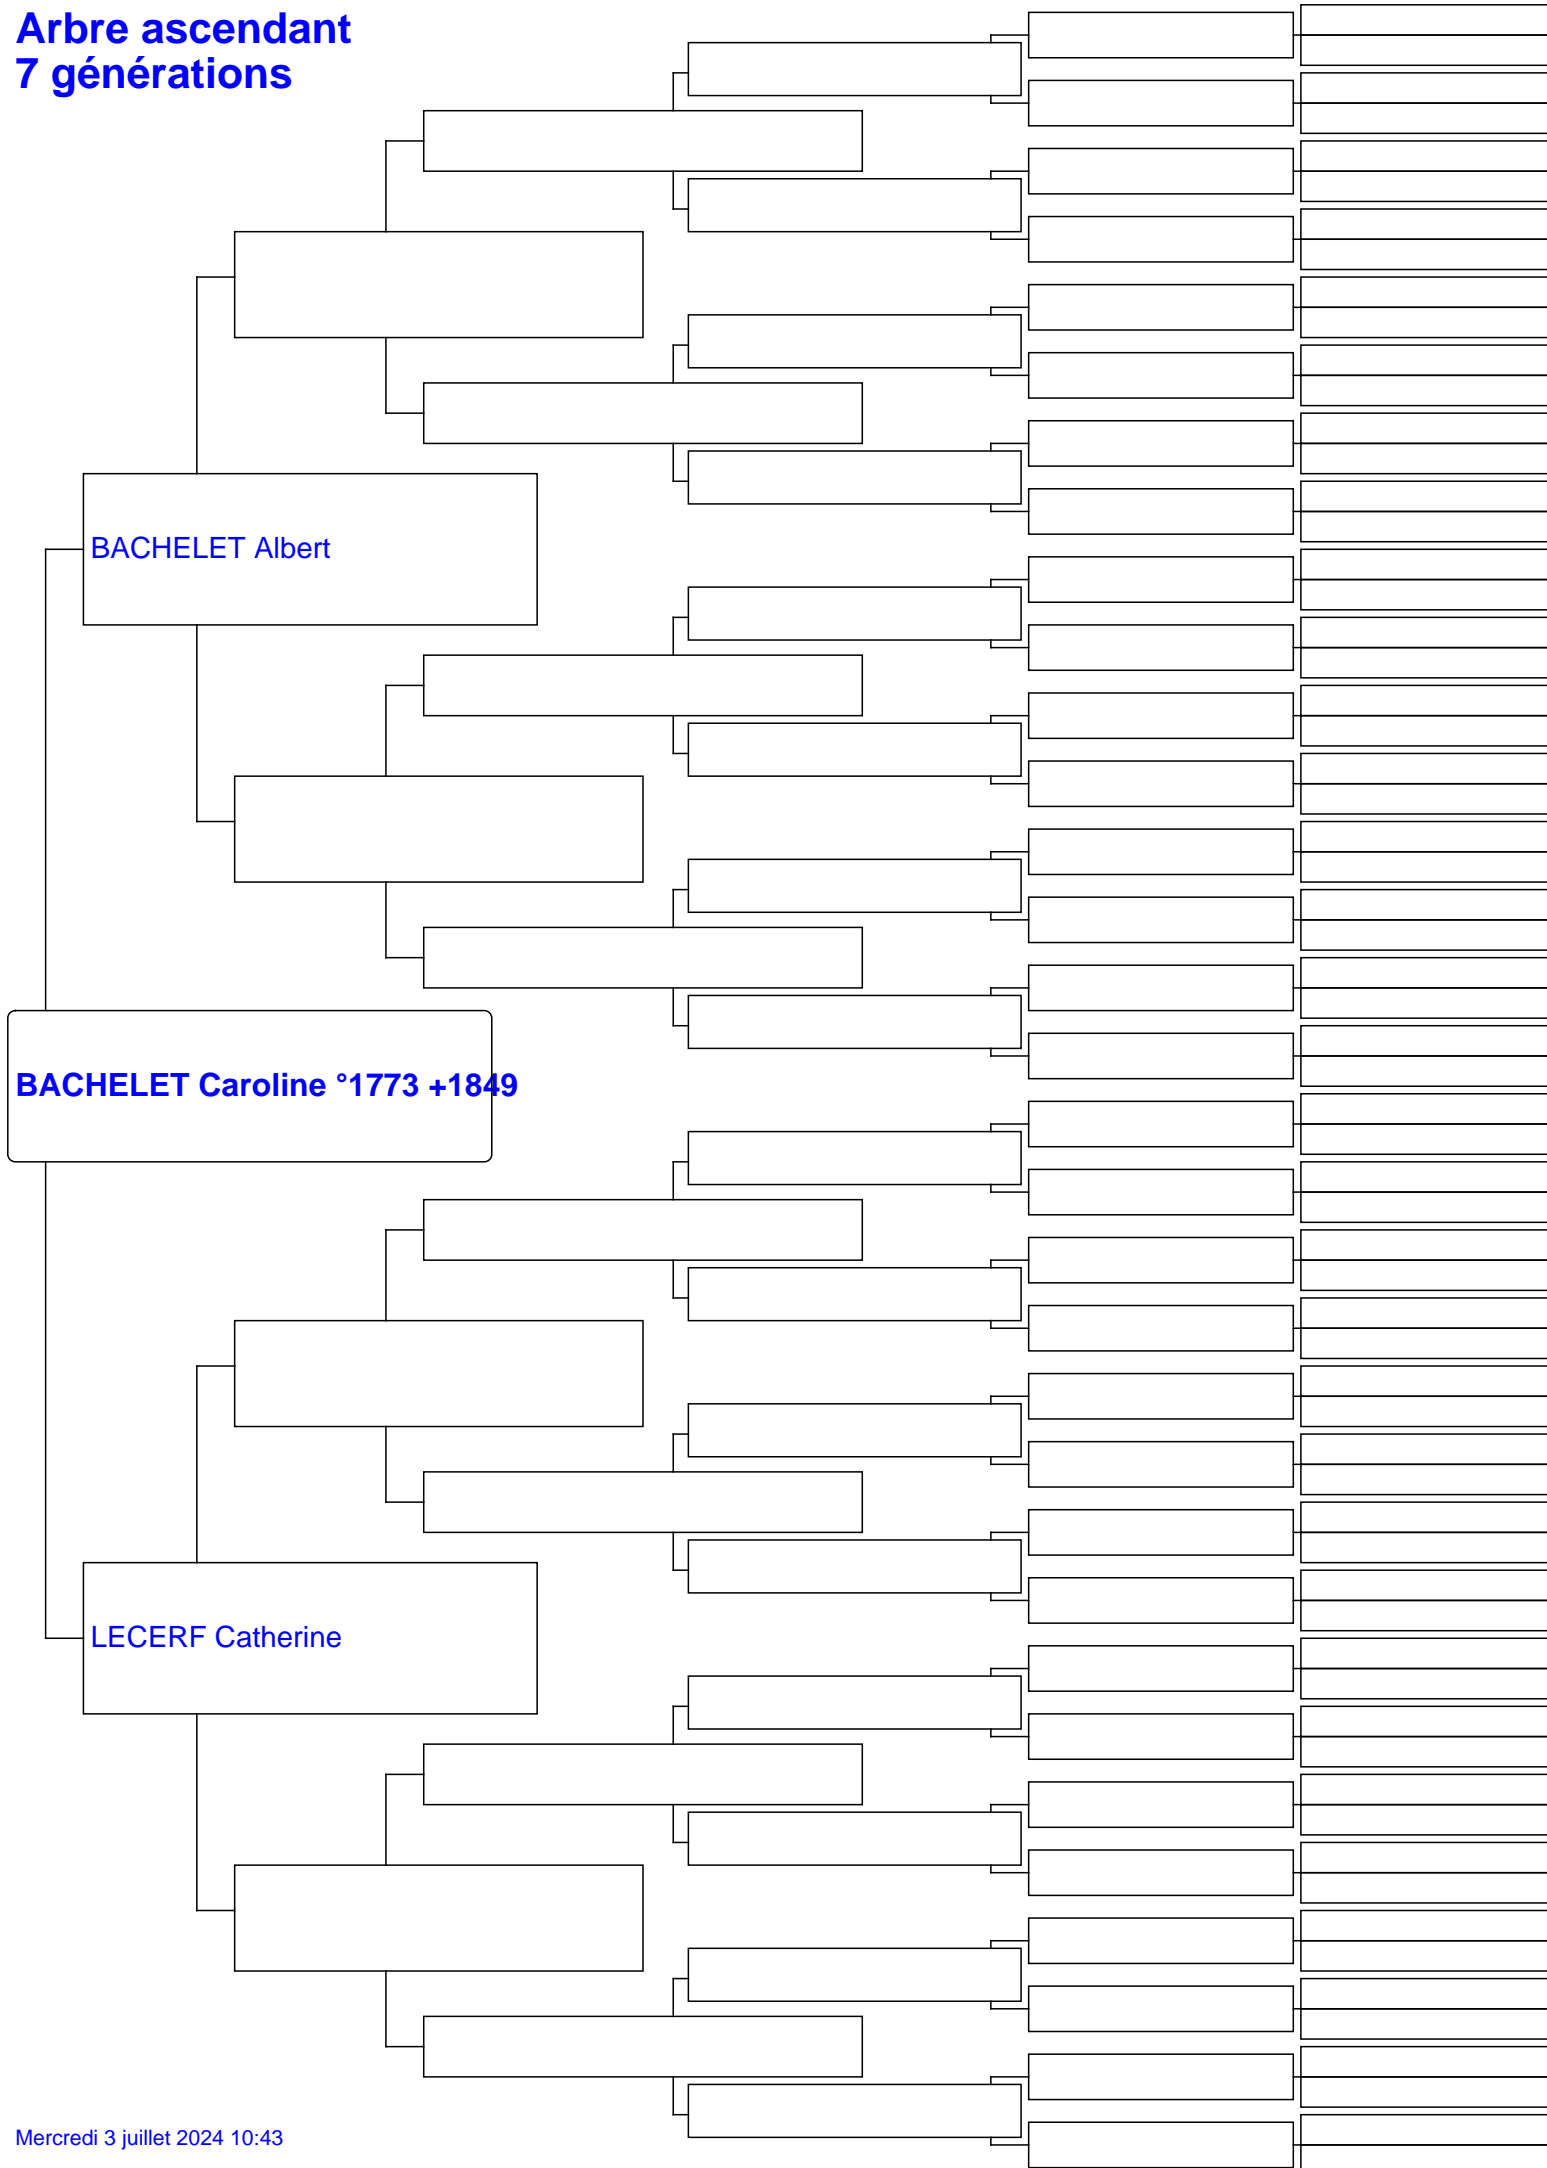 Arbre ascendant
7 générations
BACHELET Albert
BACHELET Caroline °1773 +1849
LECERF Catherine
Mercredi 3 juillet 2024 10:43